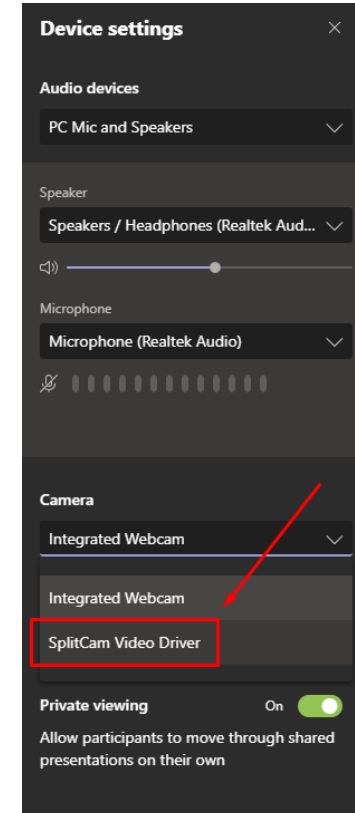 Device settings
Audio devices
PC Mic and Speakers
Speaker
Speakers / Headphones (Realtek Aud...
Microphone
Microphone (Realtek Audio)
Camera
Integrated Webcam
Integrated Webcam
SplitCam Video Driver
Private viewing On
Allow participants to move through shared
presentations on their own